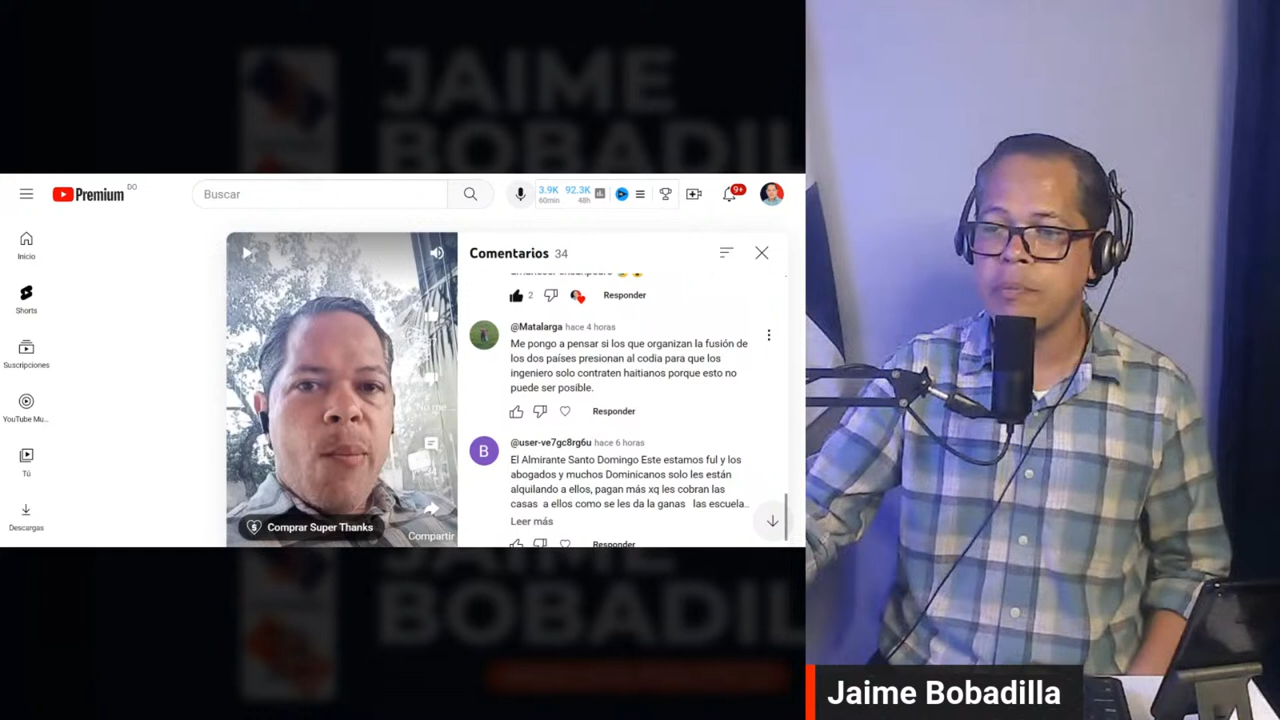 JAIME
BOBADIL
Premium DO
Buscar
3.9K 92.3K
60min 48h
9+
Inicio
Shorts
Suscripciones
YouTube Mu...
Tú
Descargas
No me
Compartir
Comprar Super Thanks
Comentarios 34
2 Responder
@Matalarga hace 4 horas
Me pongo a pensar si los que organizan la fusión de
los dos países presionan al codia para que los
ingeniero solo contraten haitianos porque esto no
puede ser posible.
Responder
B
@user-ve7gc8rg6u hace 6 horas
El Almirante Santo Domingo Este estamos ful y los
abogados y muchos Dominicanos solo les están
alquilando a ellos, pagan más xq les cobran las
casas a ellos como se les da la ganas las escuela..
Leer más
Responder
BOBADIL
Jaime Bobadilla